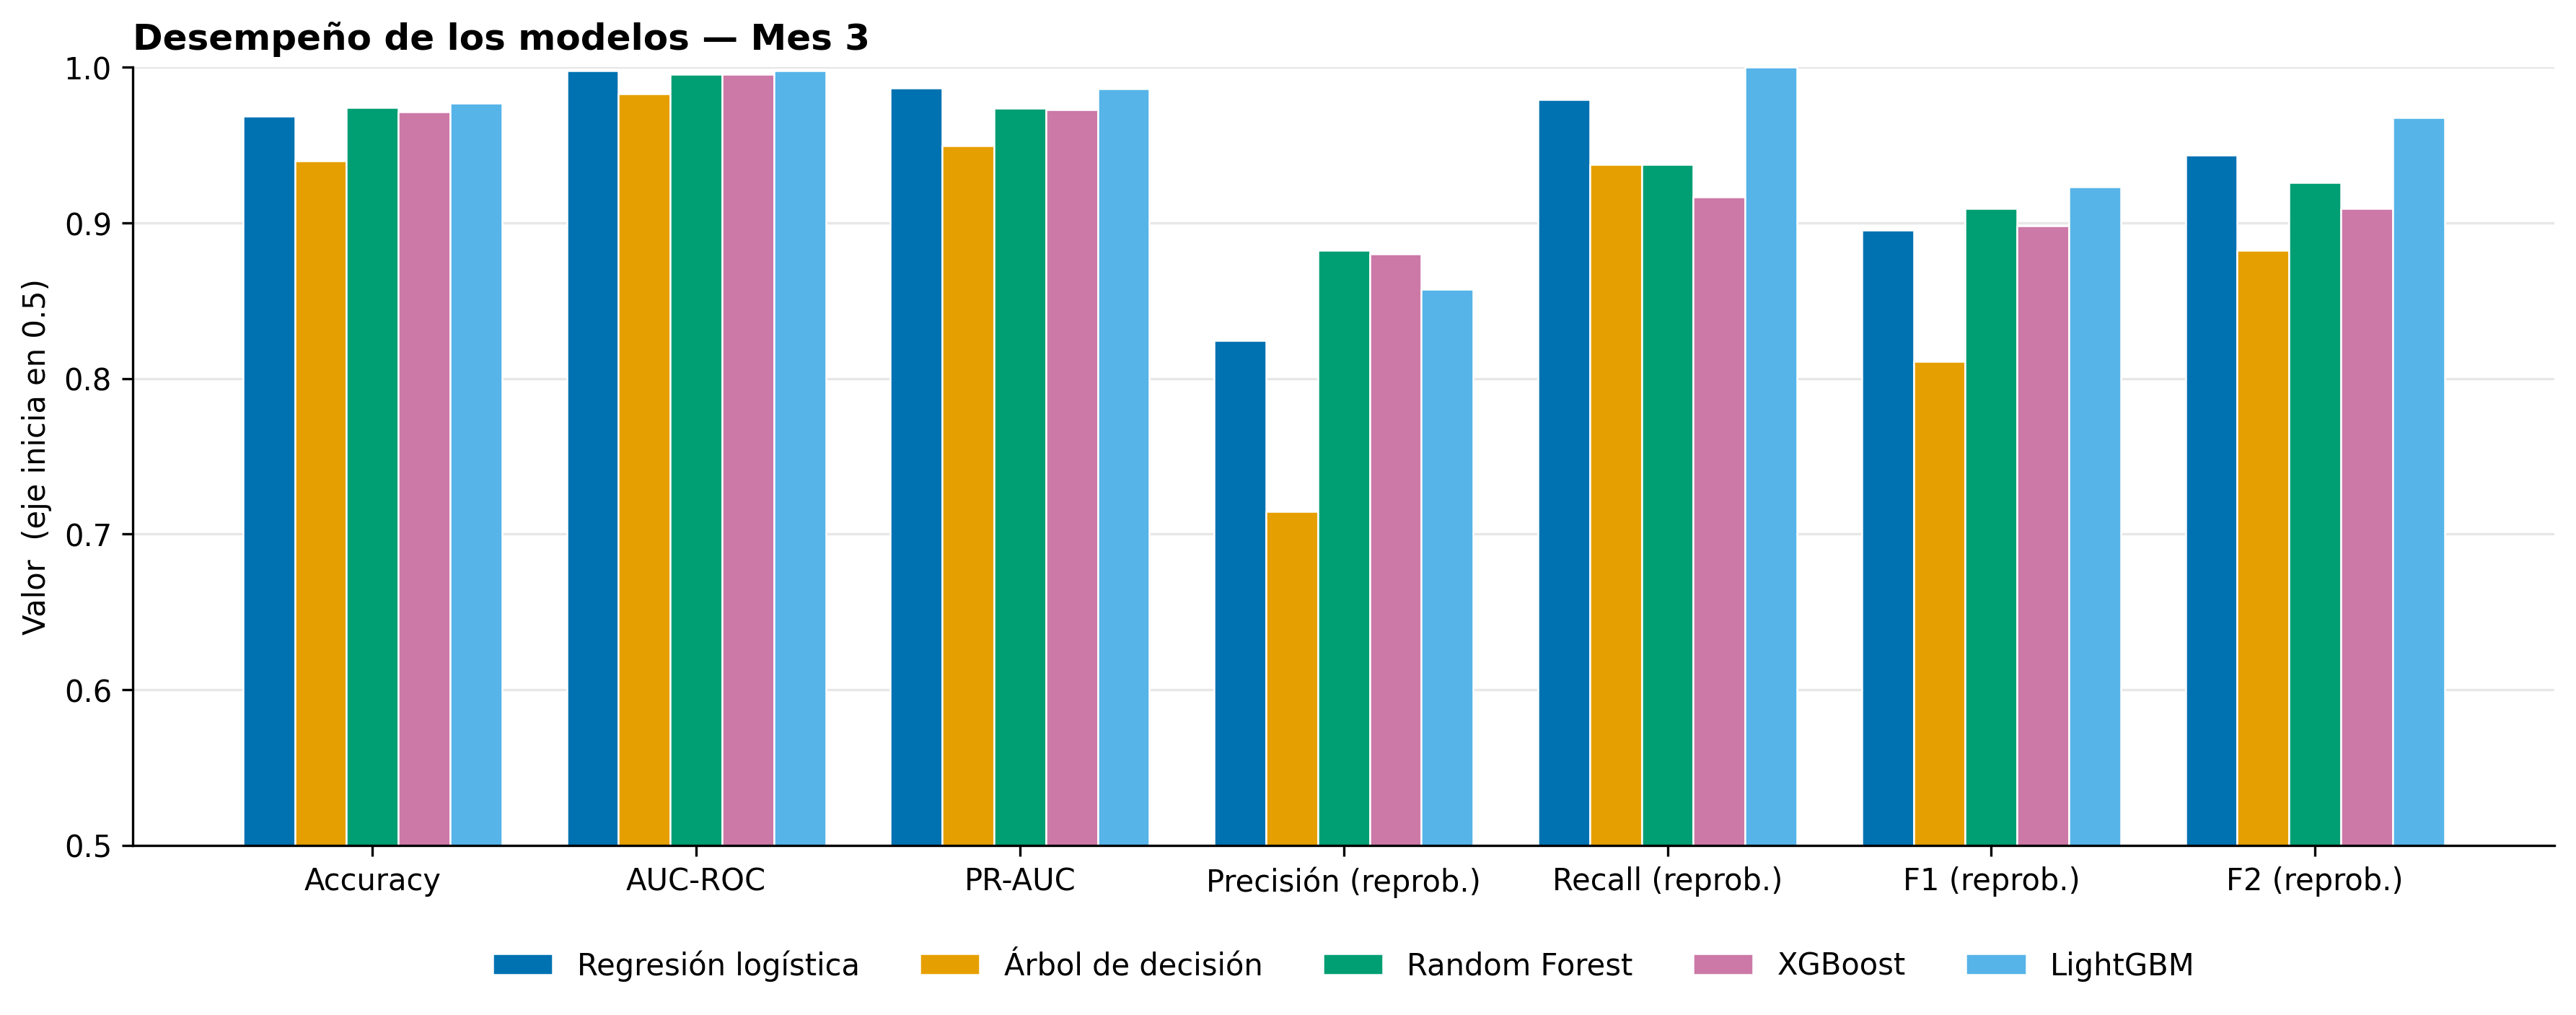 Desempeño de los modelos — Mes 3
Valor (eje inicia en 0.5)
1.0
0.9
0.8
0.7
0.6
0.5
Accuracy AUC-ROC PR-AUC Precisión (reprob.) Recall (reprob.) F1 (reprob.) F2 (reprob.)
Regresión logística Árbol de decisión Random Forest XGBoost LightGBM